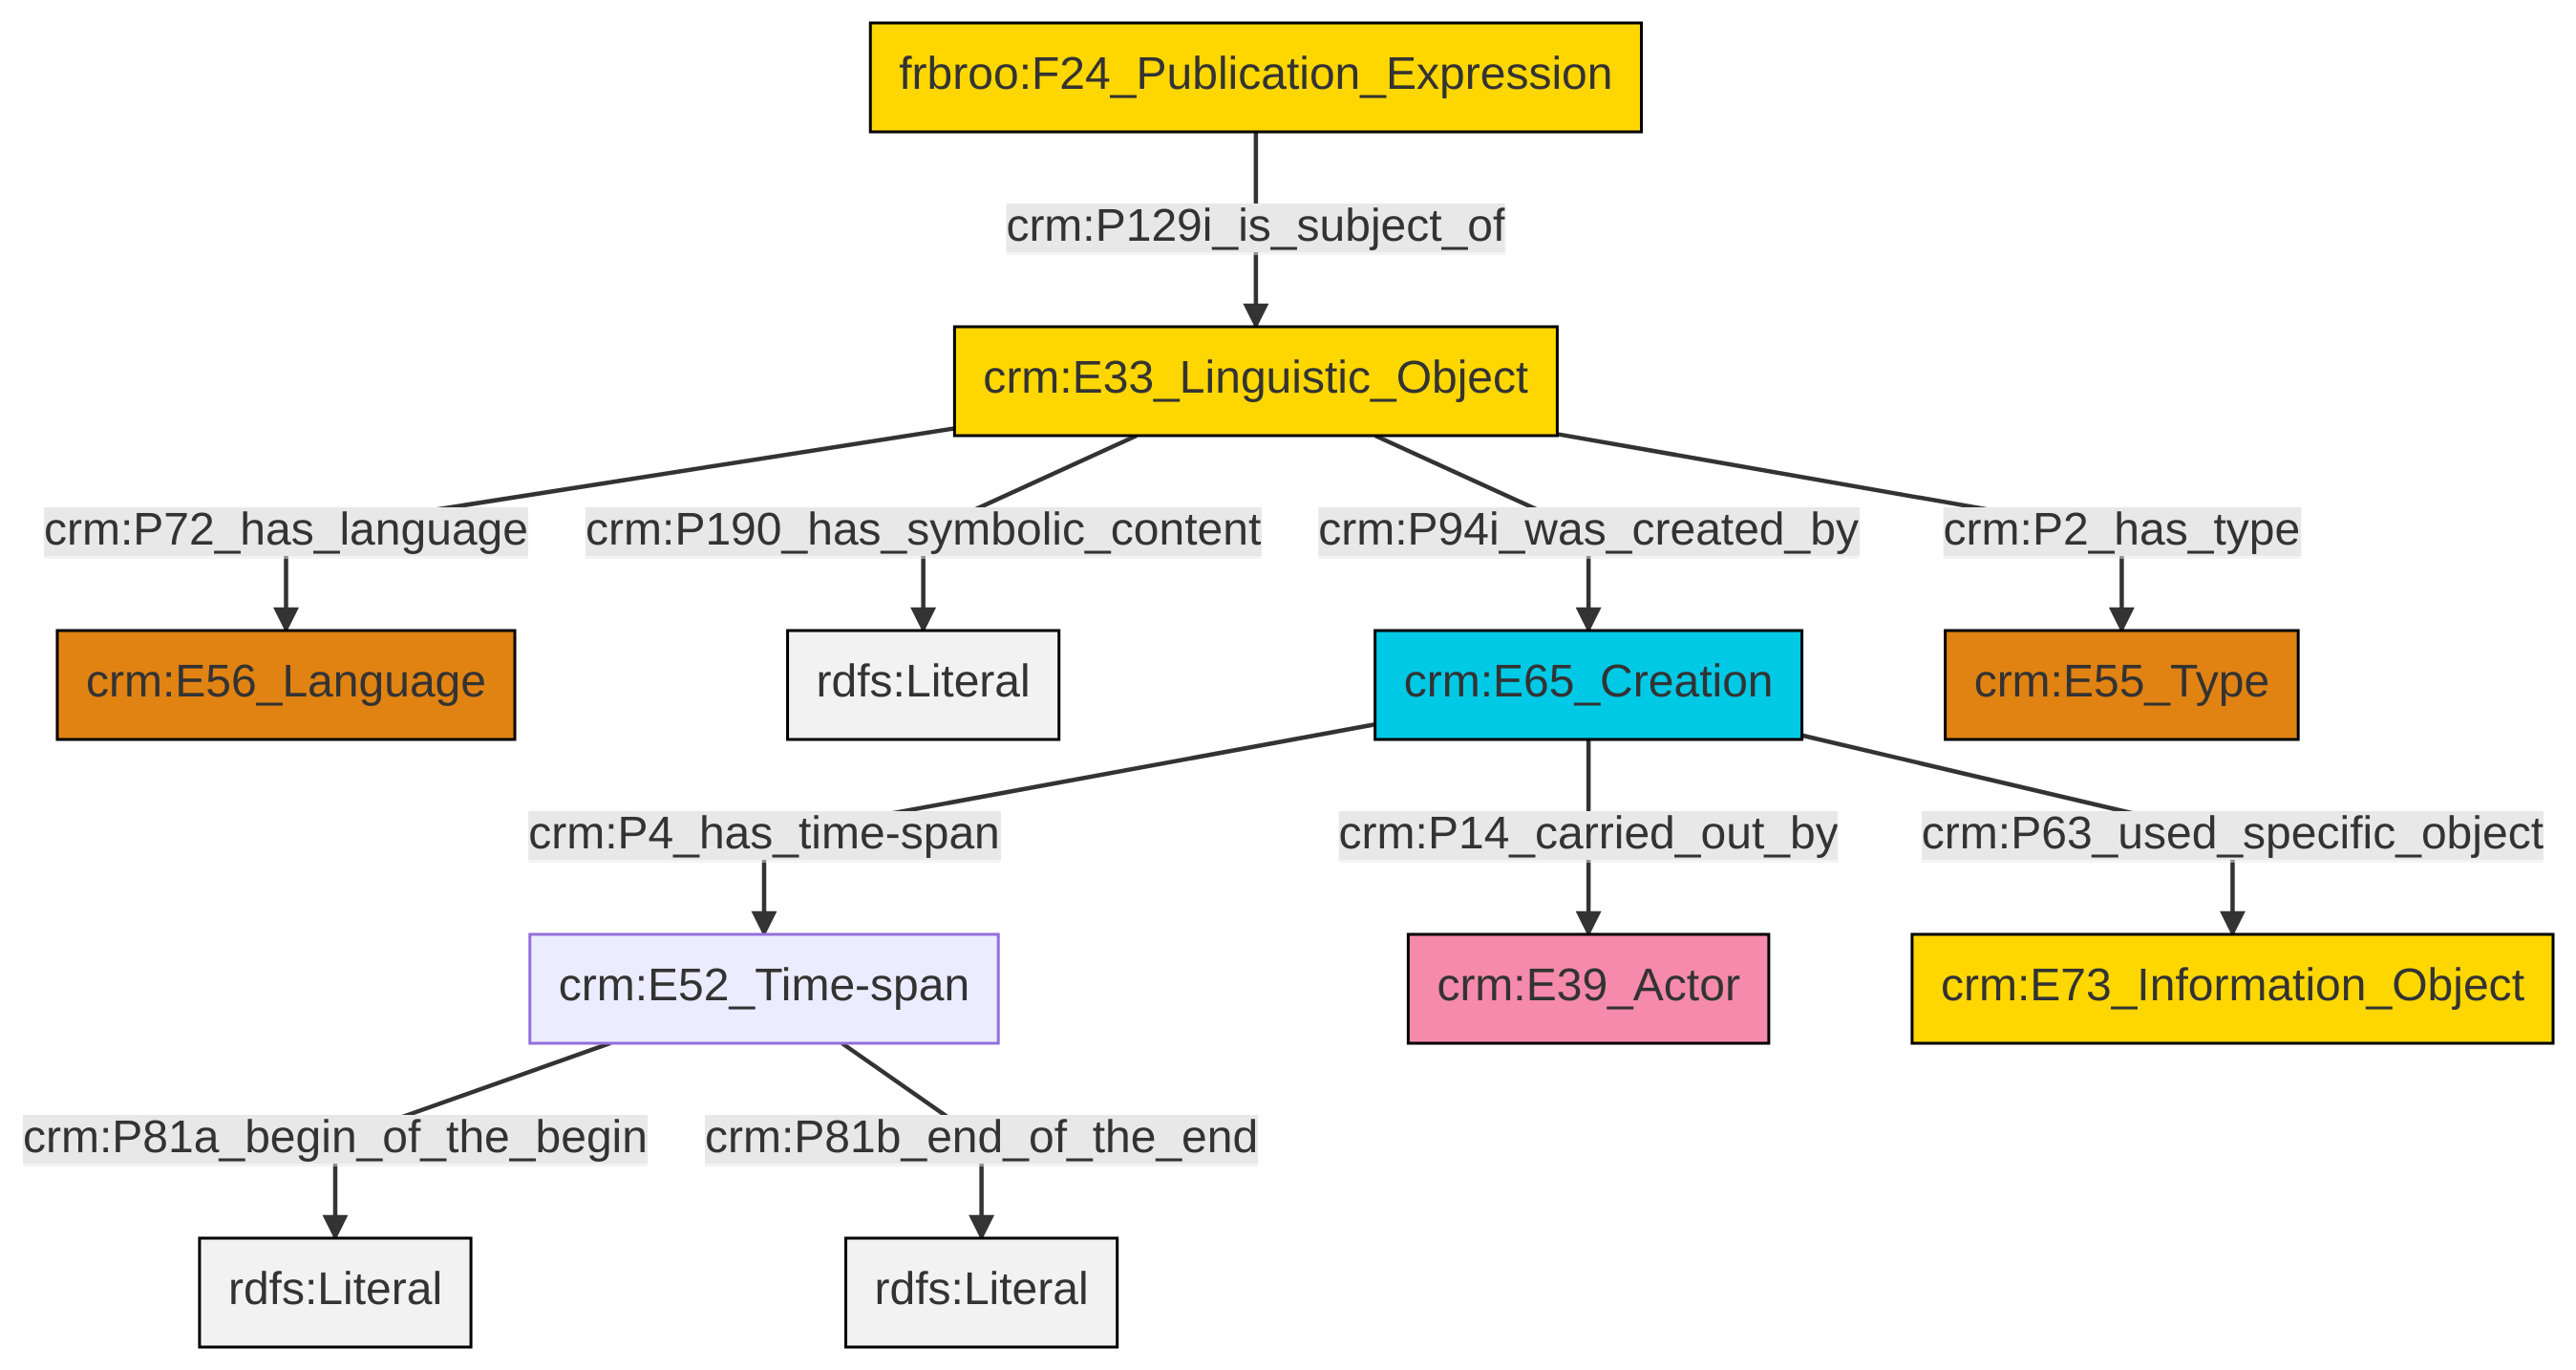 frbroo:F24_Publication_Expression
crm:P129i_is_subject_of
crm:E33_Linguistic_Object
crm:P72_has_language
crm:P190_has_symbolic_content
crm:P94i_was_created_by
crm:P2_has_type
crm:E56_Language
rdfs:Literal
crm:E65_Creation
crm:E55_Type
crm:P4_has_time-span
crm:P14_carried_out_by
crm:P63_used_specific_object
crm:E52_Time-span
crm:E39_Actor
crm:E73_Information_Object
crm:P81a_begin_of_the_begin
crm:P81b_end_of_the_end
rdfs:Literal
rdfs:Literal